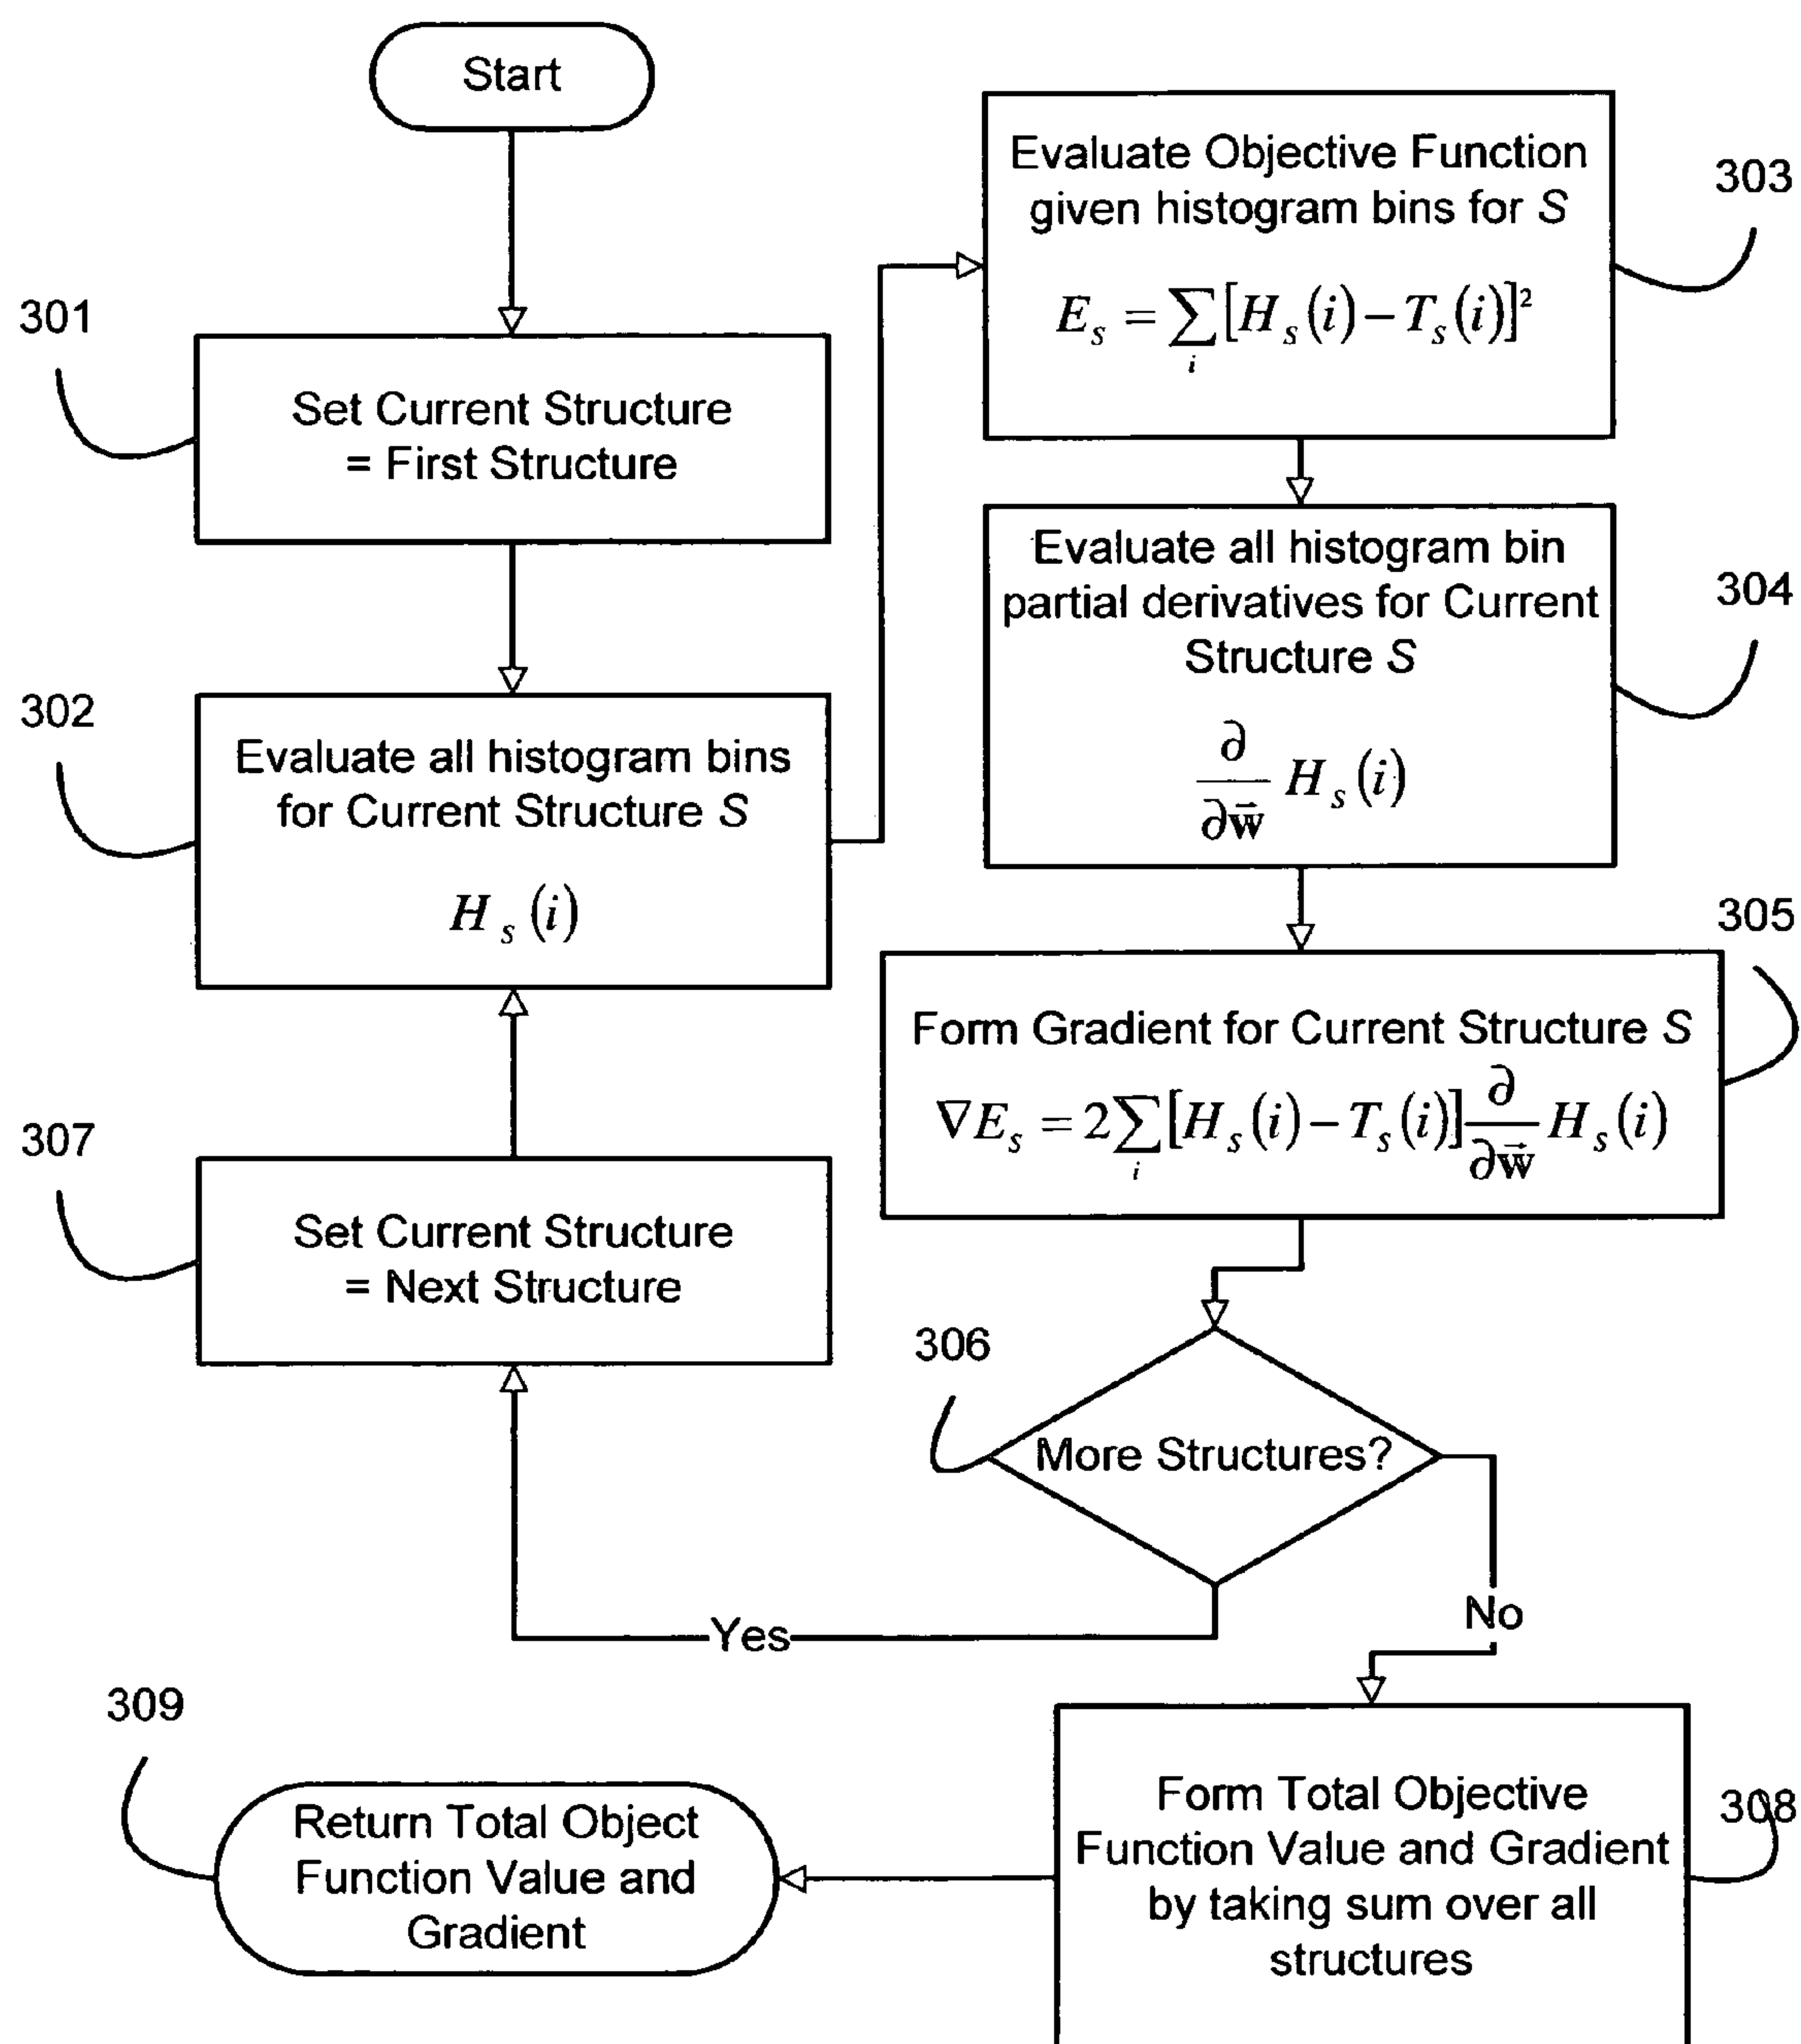 Start
301
Set Current Structure
= First Structure
302
Evaluate all histogram bins
for Current Structure S
H_s(i)
303
Evaluate Objective Function
given histogram bins for S
E_s = ∑_i [H_s(i) − T_s(i)]²
304
Evaluate all histogram bin
partial derivatives for Current
Structure S
∂/∂w⃗ H_s(i)
305
Form Gradient for Current Structure S
∇E_s = 2∑_i [H_s(i) − T_s(i)] ∂/∂w⃗ H_s(i)
306
More Structures?
Yes
No
307
Set Current Structure
= Next Structure
308
Form Total Objective
Function Value and Gradient
by taking sum over all
structures
309
Return Total Object
Function Value and
Gradient